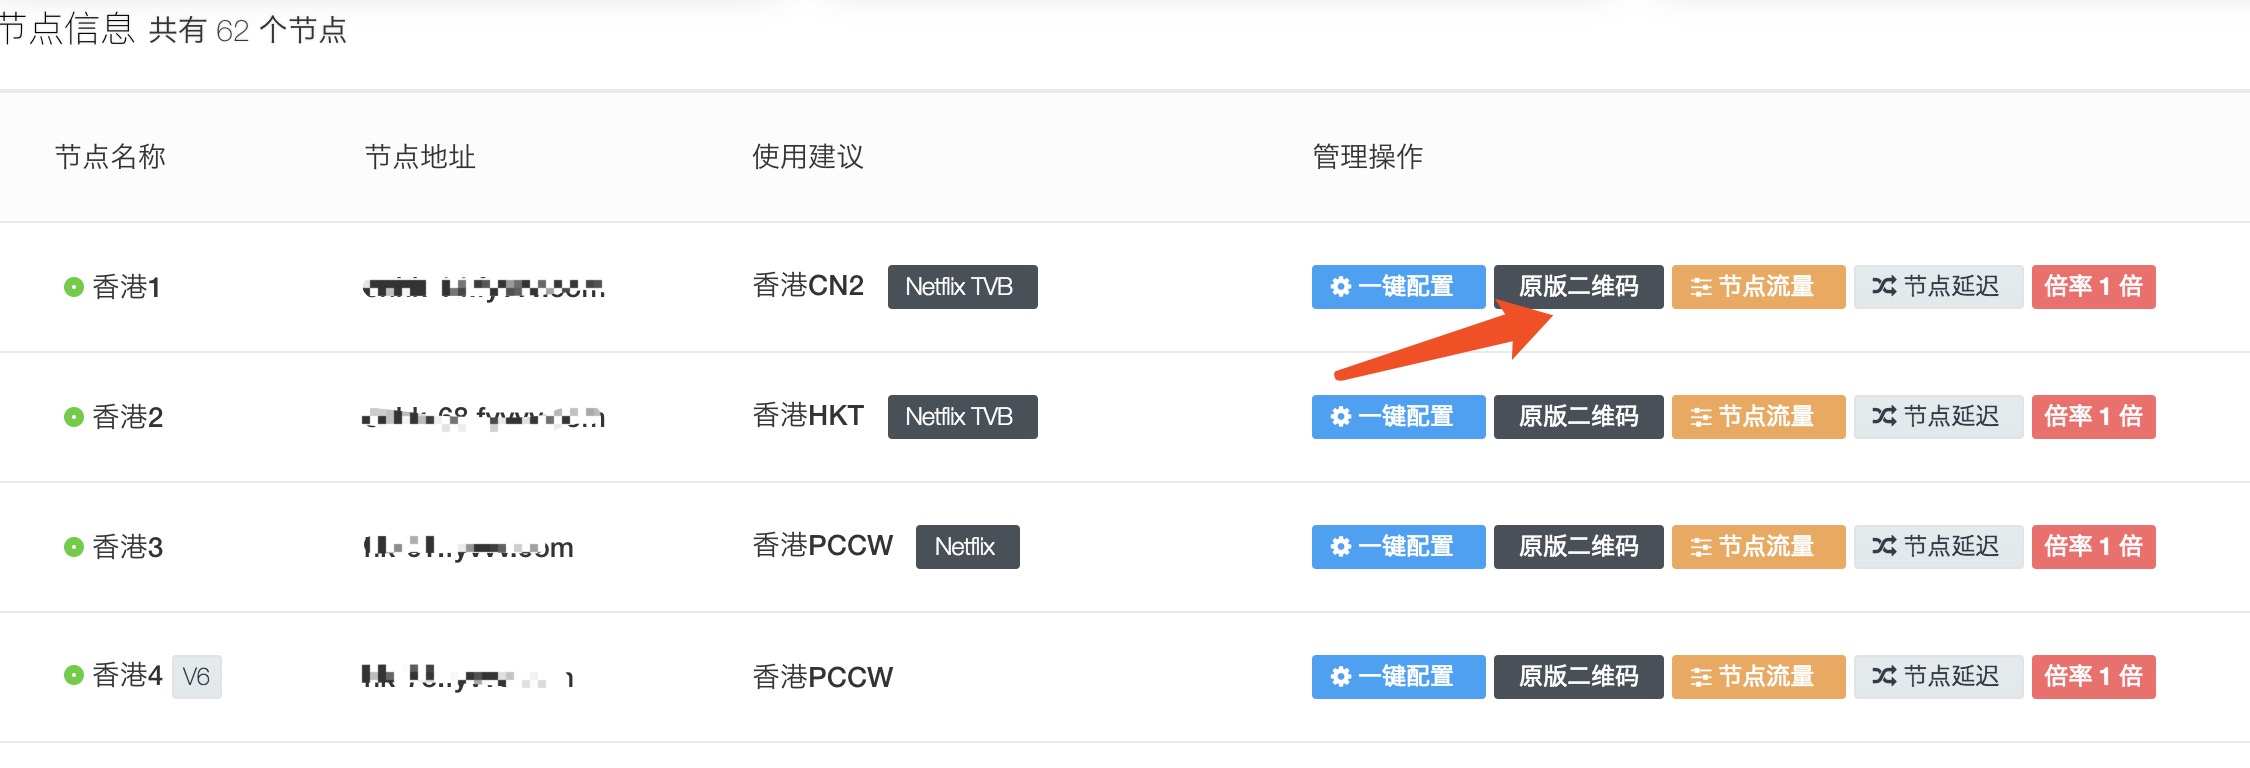 节点信息 共有 62 个节点
节点名称 节点地址 使用建议 管理操作
香港1 香港CN2 Netflix TVB 一键配置 原版二维码 节点流量 节点延迟 倍率 1 倍
香港2 香港HKT Netflix TVB 一键配置 原版二维码 节点流量 节点延迟 倍率 1 倍
香港3 香港PCCW Netflix 一键配置 原版二维码 节点流量 节点延迟 倍率 1 倍
香港4 V6 香港PCCW 一键配置 原版二维码 节点流量 节点延迟 倍率 1 倍